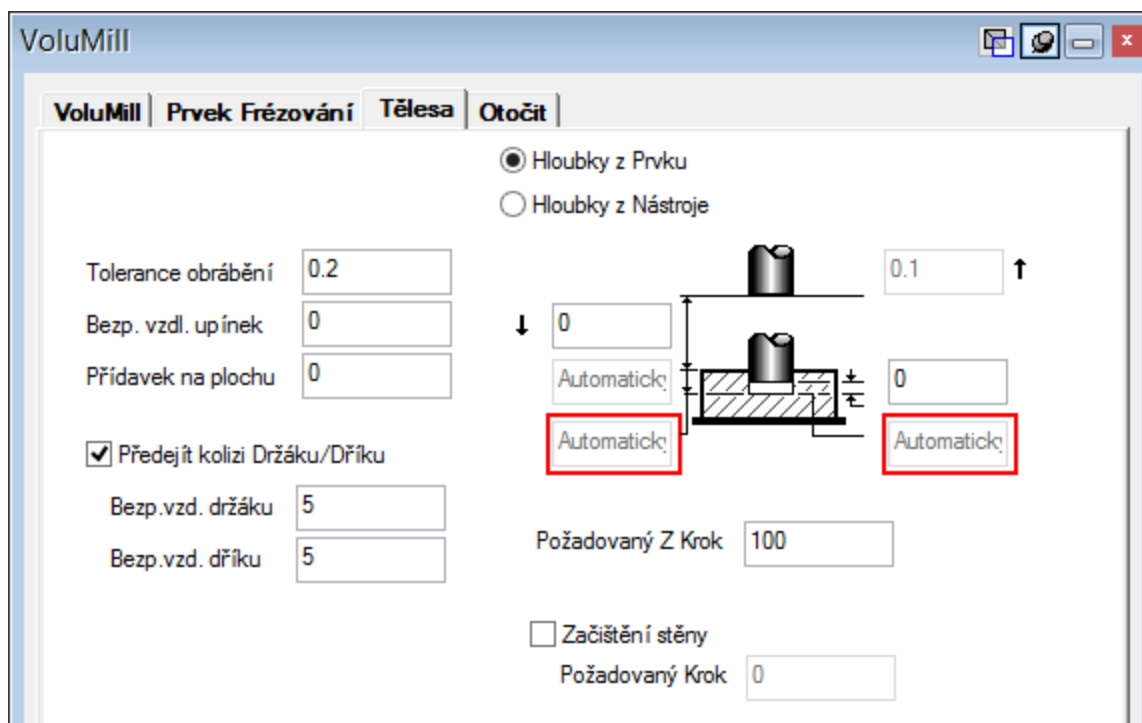 VoluMill
VoluMill Prvek Frézování Tělesa Otočit
Hloubky z Prvku
Hloubky z Nástroje
Tolerance obrábění 0.2
0.1
Bezp. vzdl. upínek 0
0
Přídavek na plochu 0
Automaticky
0
Předejít kolizi Držáku/Dříku
Automaticky
Automaticky
Bezp.vzd. držáku 5
Bezp.vzd. dříku 5
Požadovaný Z Krok 100
Začištění stěny
Požadovaný Krok 0